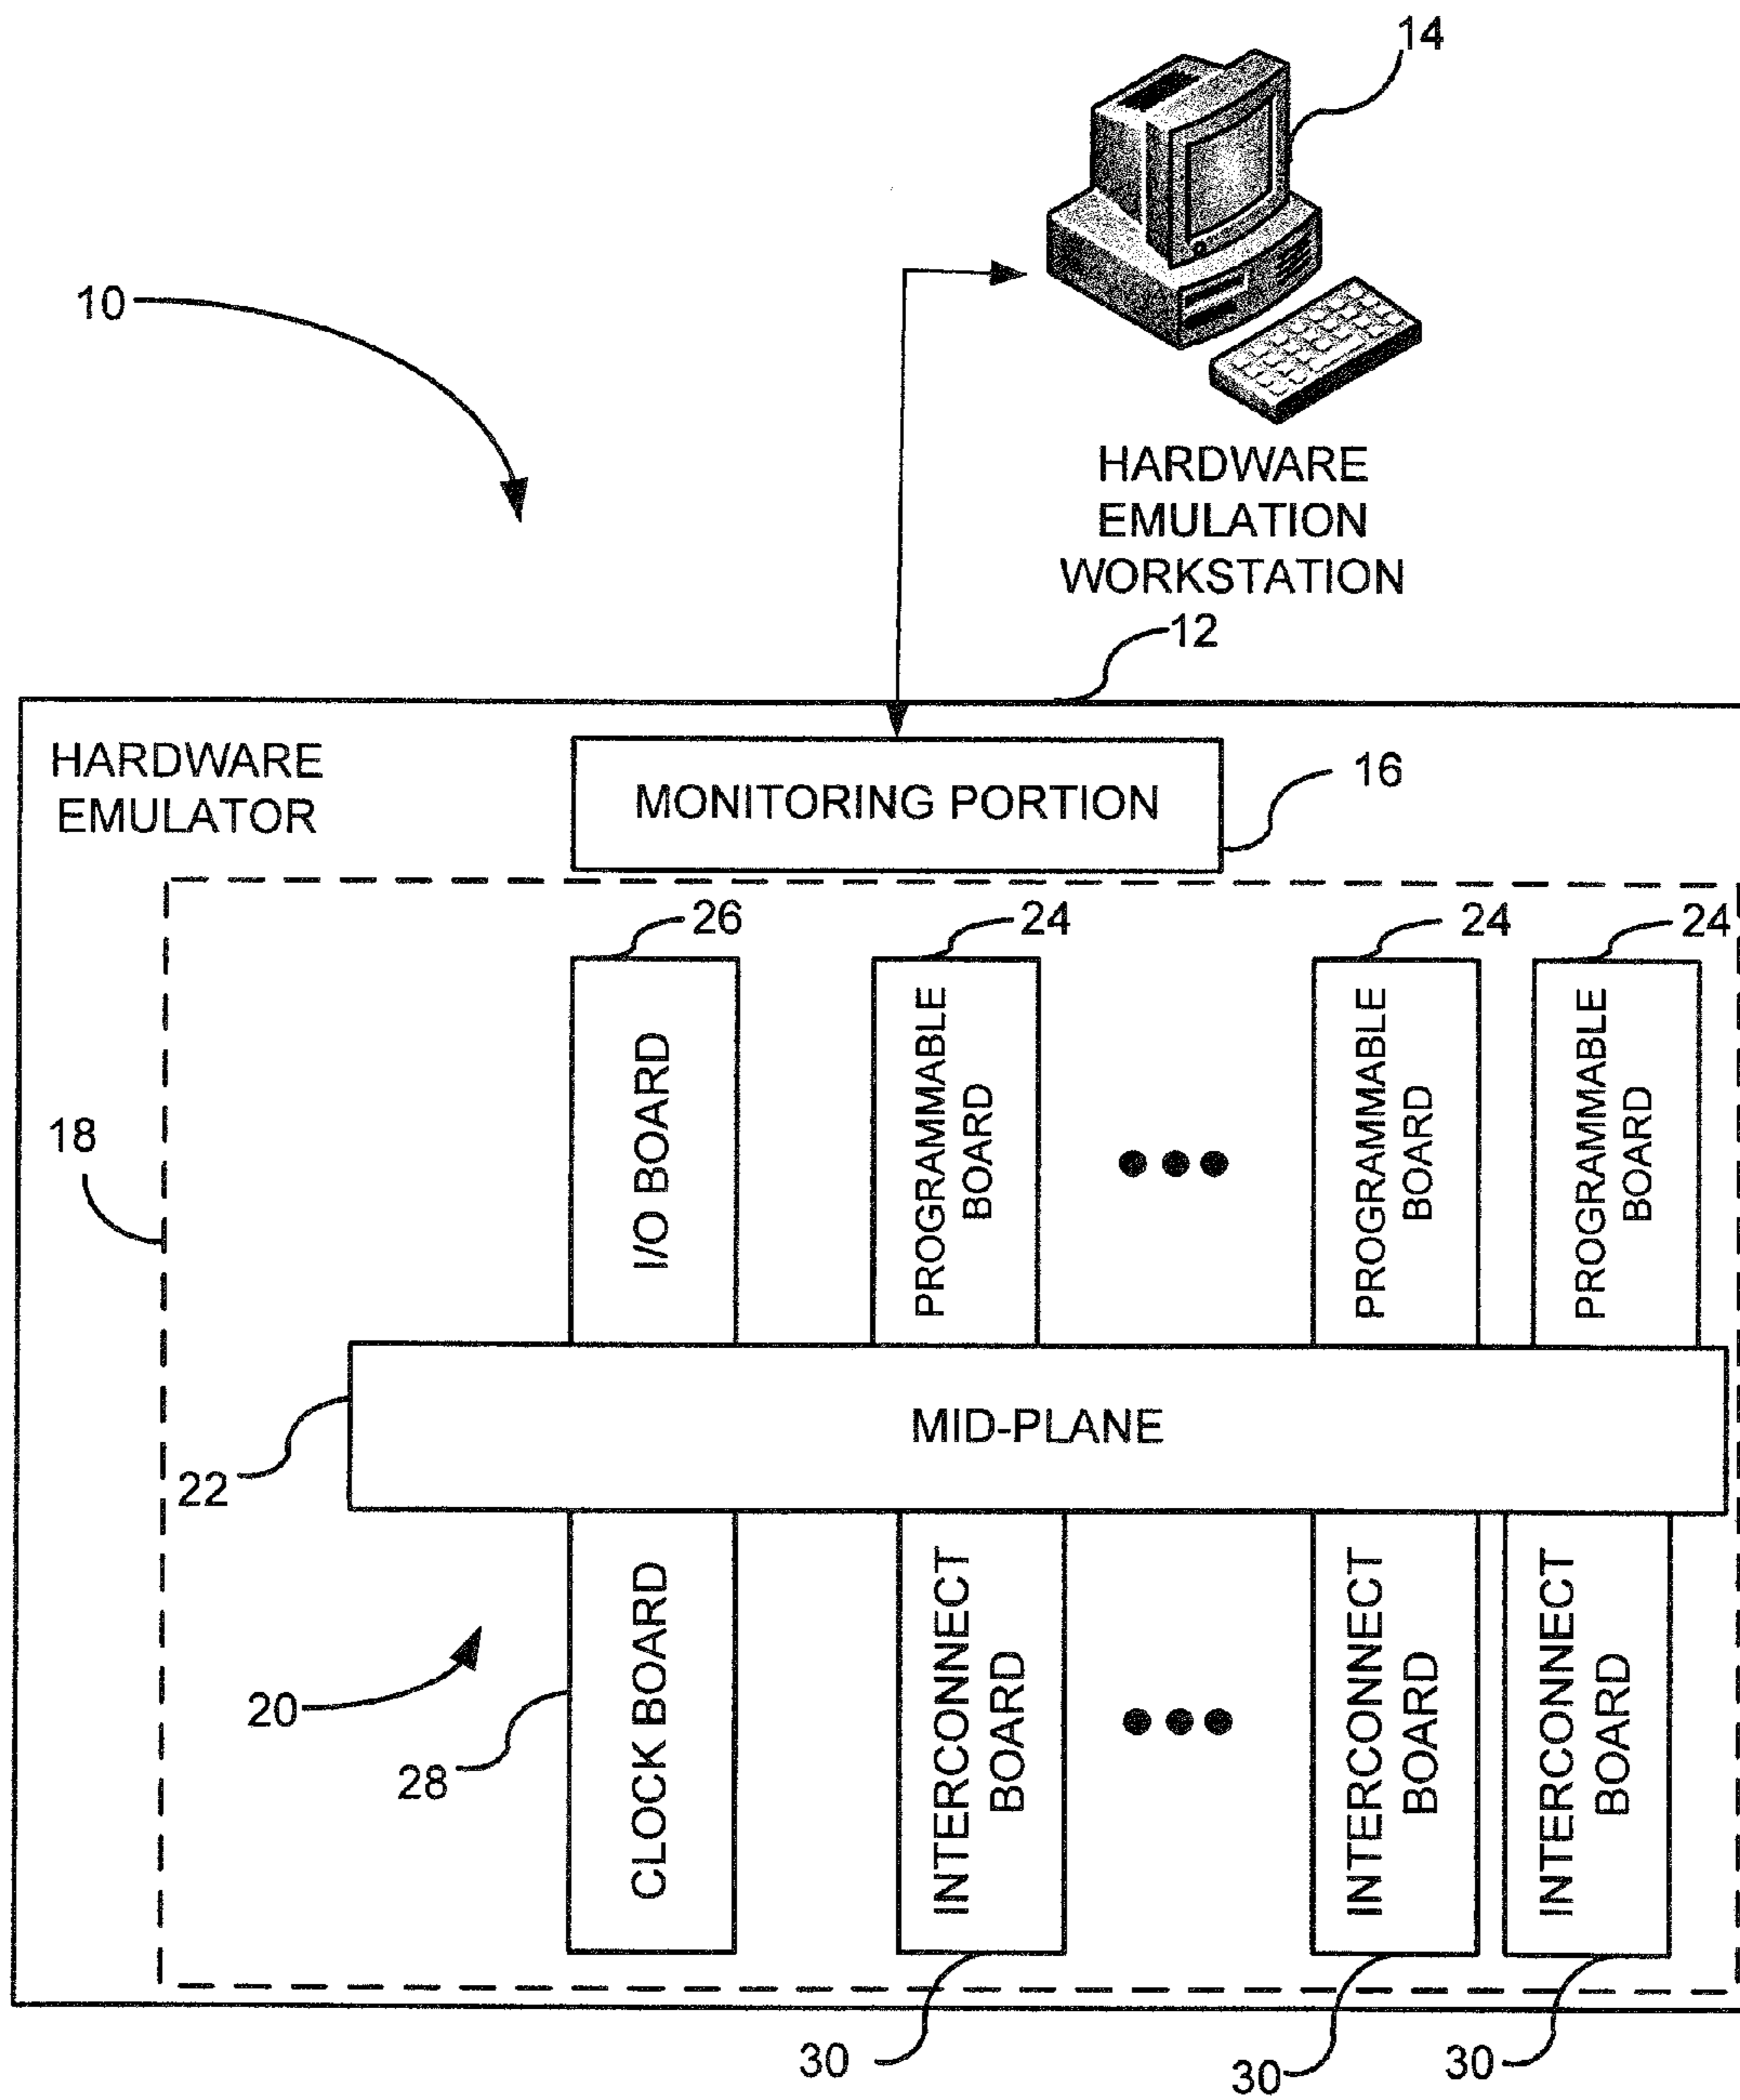 14
10
HARDWARE
EMULATION
WORKSTATION
12
HARDWARE
EMULATOR
MONITORING PORTION
16
26
24
24
24
I/O BOARD
PROGRAMMABLE
BOARD
PROGRAMMABLE
BOARD
PROGRAMMABLE
BOARD
18
MID-PLANE
22
CLOCK BOARD
INTERCONNECT
BOARD
INTERCONNECT
BOARD
INTERCONNECT
BOARD
20
28
30
30
30